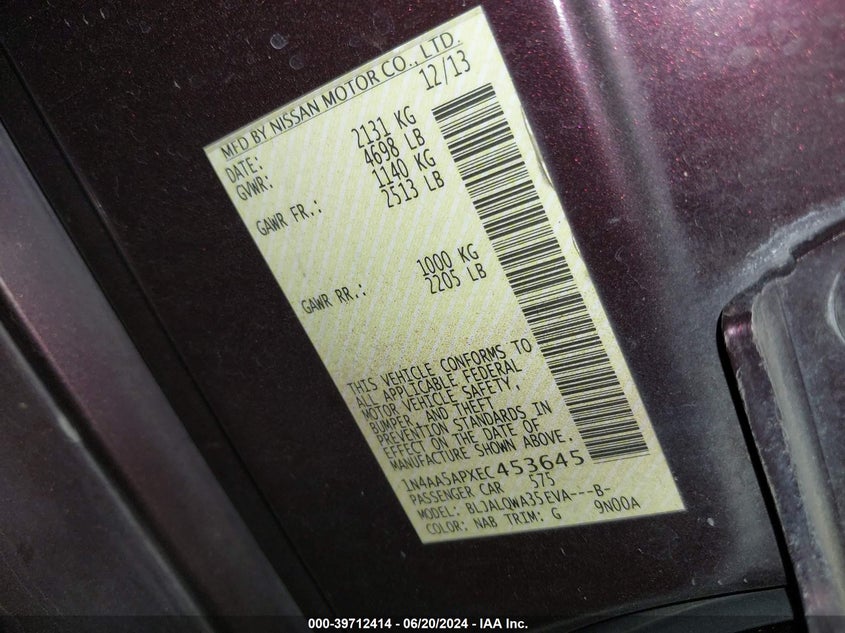 MFD BY NISSAN MOTOR CO., LTD.
DATE: 12/13
GVWR: 2131 KG
4698 LB
GAWR FR.: 1140 KG
2513 LB
GAWR RR.: 1000 KG
2205 LB
THIS VEHICLE CONFORMS TO
ALL APPLICABLE FEDERAL
MOTOR VEHICLE SAFETY,
BUMPER, AND THEFT
PREVENTION STANDARDS IN
EFFECT ON THE DATE OF
MANUFACTURE SHOWN ABOVE.
1N4AA5APXEC453645
PASSENGER CAR 575
MODEL: BLJALQWA35EVA---B-
COLOR: NAB TRIM: G 9N00A
000-39712414 - 06/20/2024 - IAA Inc.